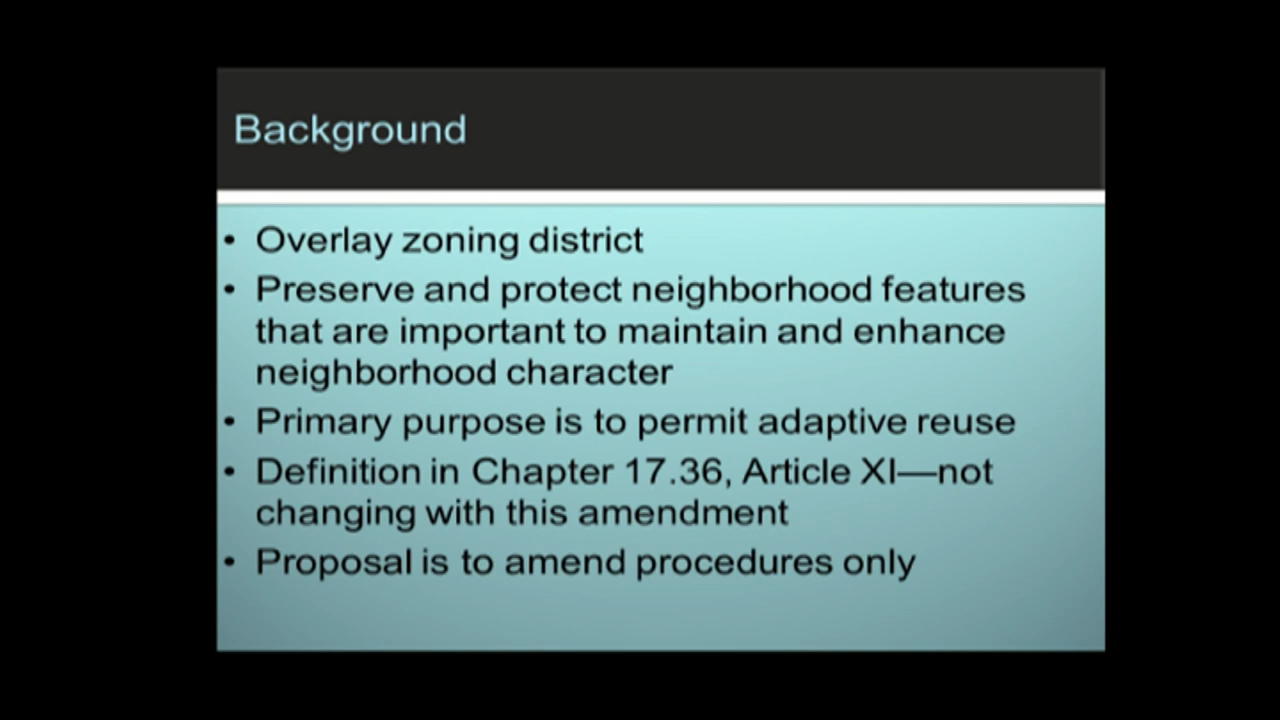 Background
• Overlay zoning district
• Preserve and protect neighborhood features
that are important to maintain and enhance
neighborhood character
• Primary purpose is to permit adaptive reuse
• Definition in Chapter 17.36, Article XI—not
changing with this amendment
• Proposal is to amend procedures only